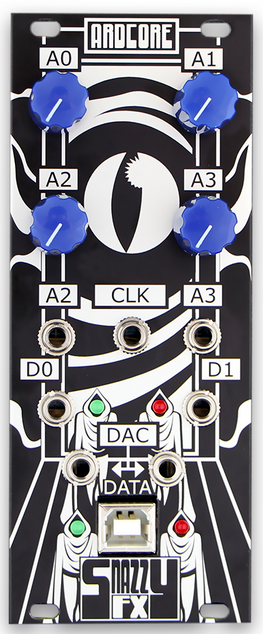 ARDCORE
A0 A1
A2 A3
A2 CLK A3
D0 D1
DAC
DATA
SNAZZY
FX